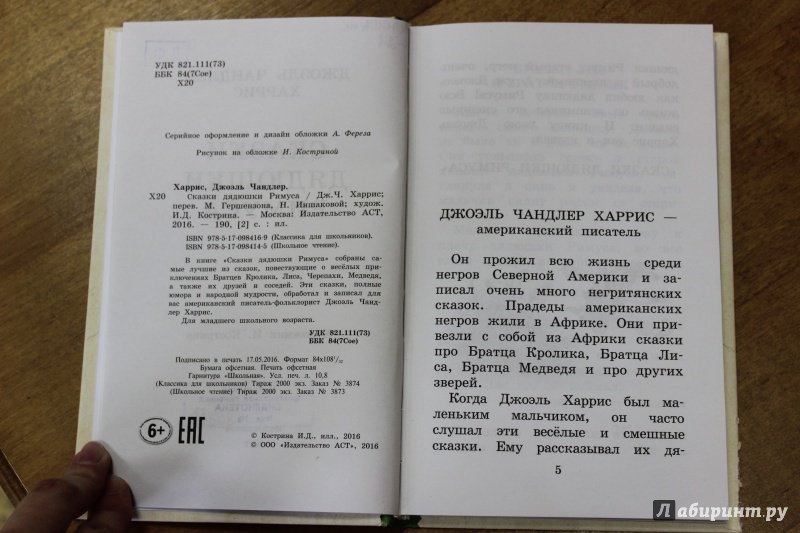 УДК 821.111(73)
ББК 84(7Сое)
Х20
Серийное оформление и дизайн обложки А. Фереза
Рисунок на обложке И. Костриной
Харрис, Джоэль Чандлер.
Х20 Сказки дядюшки Римуса / Дж.Ч. Харрис;
перев. М. Гершензона, Н. Иншаковой; худож.
И.Д. Кострина. — Москва: Издательство АСТ,
2016. — 190, [2] с. : ил.
ISBN 978-5-17-098416-9 (Классика для школьников).
ISBN 978-5-17-098414-5 (Школьное чтение).
В книге «Сказки дядюшки Римуса» собраны са-
мые лучшие из сказок, повествующие о весёлых при-
ключениях Братцев Кролика, Лиса, Черепахи, Медведя,
а также их друзей и соседей. Эти сказки, полные
юмора и народной мудрости, обработал и записал для
вас американский писатель-фольклорист Джоэль Чанд-
лер Харрис.
Для младшего школьного возраста.
УДК 821.111(73)
ББК 84(7Сое)
Подписано в печать 17.05.2016. Формат 84х108¹/₃₂
Бумага офсетная. Печать офсетная
Гарнитура «Школьная». Усл. печ. л. 10,8
(Классика для школьников) Тираж 2000 экз. Заказ № 3874
(Школьное чтение) Тираж 2000 экз. Заказ № 3873
6+ ЕАС
© Кострина И.Д., илл., 2016
© ООО «Издательство АСТ», 2016
ДЖОЭЛЬ ЧАНДЛЕР ХАРРИС —
американский писатель
Он прожил всю жизнь среди
негров Северной Америки и за-
писал очень много негритянских
сказок. Прадеды американских
негров жили в Африке. Они при-
везли с собой из Африки сказки
про Братца Кролика, Братца Ли-
са, Братца Медведя и про других
зверей.
Когда Джоэль Харрис был ма-
леньким мальчиком, он часто
слушал эти весёлые и смешные
сказки. Ему рассказывал их дя-
5
Лабиринт.ру